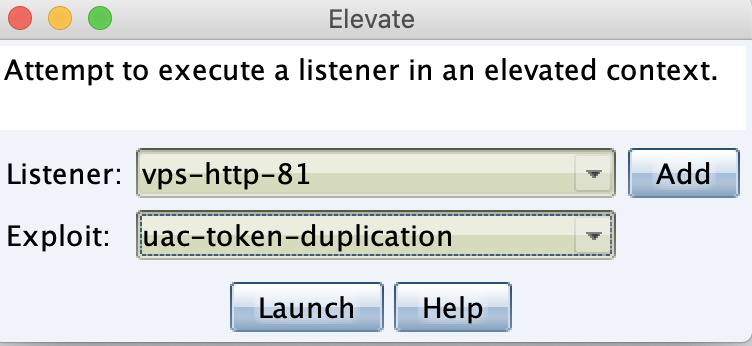 Elevate
Attempt to execute a listener in an elevated context.
Listener: vps-http-81 Add
Exploit: uac-token-duplication
Launch Help